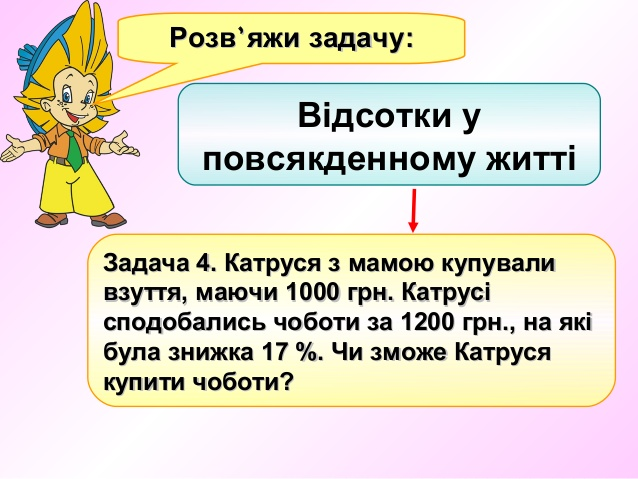 Розв᾽яжи задачу:
Відсотки у
повсякденному житті
Задача 4. Катруся з мамою купували
взуття, маючи 1000 грн. Катрусі
сподобались чоботи за 1200 грн., на які
була знижка 17 %. Чи зможе Катруся
купити чоботи?